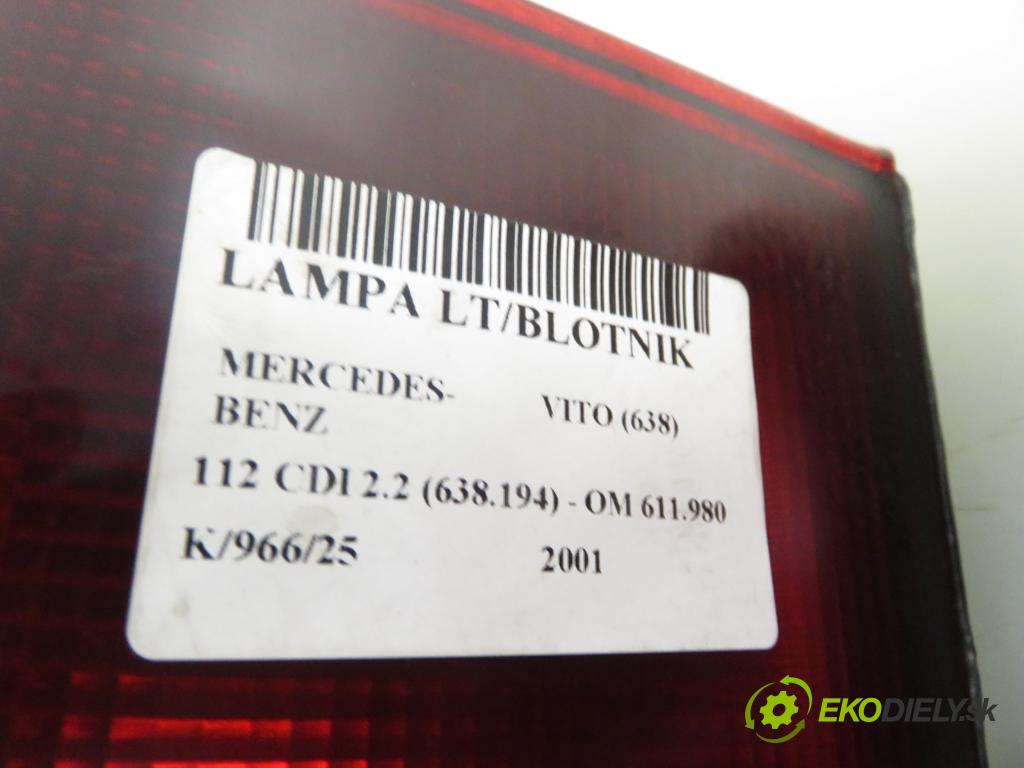 LAMPA LT/BLOTNIK
MERCEDES-
BENZ
VITO (638)
112 CDI 2.2 (638.194) - OM 611.980
K/966/25
2001
EKODIELY.sk